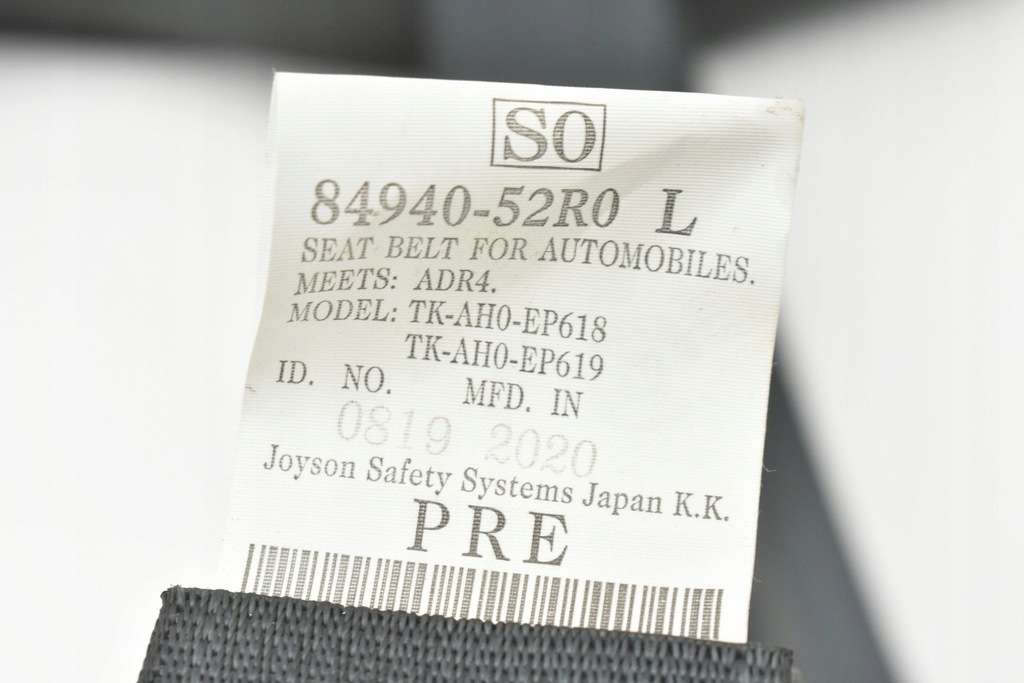 SO
84940-52R0 L
SEAT BELT FOR AUTOMOBILES.
MEETS: ADR4.
MODEL: TK-AH0-EP618
TK-AH0-EP619
ID. NO. MFD. IN
0819 2020
Joyson Safety Systems Japan K.K.
PRE